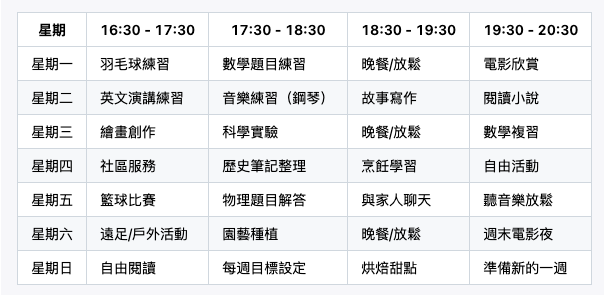 星期 16:30 - 17:30 17:30 - 18:30 18:30 - 19:30 19:30 - 20:30
星期一 羽毛球練習 數學題目練習 晚餐/放鬆 電影欣賞
星期二 英文演講練習 音樂練習（鋼琴） 故事寫作 閱讀小說
星期三 繪畫創作 科學實驗 晚餐/放鬆 數學複習
星期四 社區服務 歷史筆記整理 烹飪學習 自由活動
星期五 籃球比賽 物理題目解答 與家人聊天 聽音樂放鬆
星期六 遠足/戶外活動 園藝種植 晚餐/放鬆 週末電影夜
星期日 自由閱讀 每週目標設定 烘焙甜點 準備新的一週